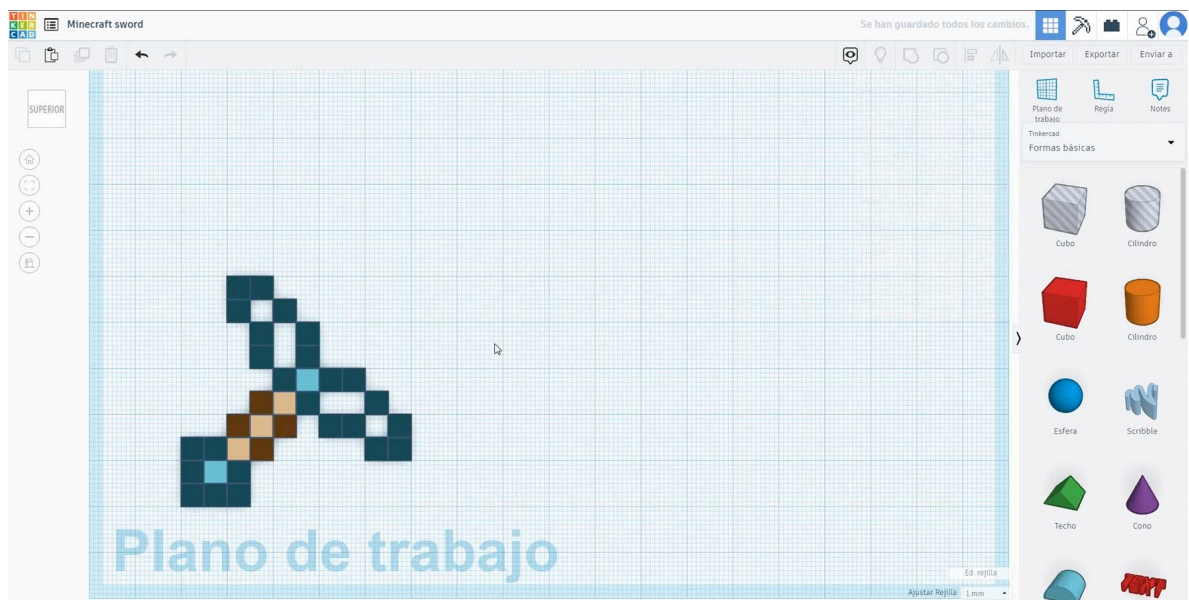 TIN
KER
CAD
Minecraft sword
Se han guardado todos los cambios.
Importar
Exportar
Enviar a
SUPERIOR
Plano de
trabajo
Regla
Notes
Tinkercad
Formas básicas
Cubo
Cilindro
Cubo
Cilindro
Esfera
Scribble
Techo
Cono
TEXT
Plano de trabajo
Ed. rejilla
Ajustar Rejilla
1 mm